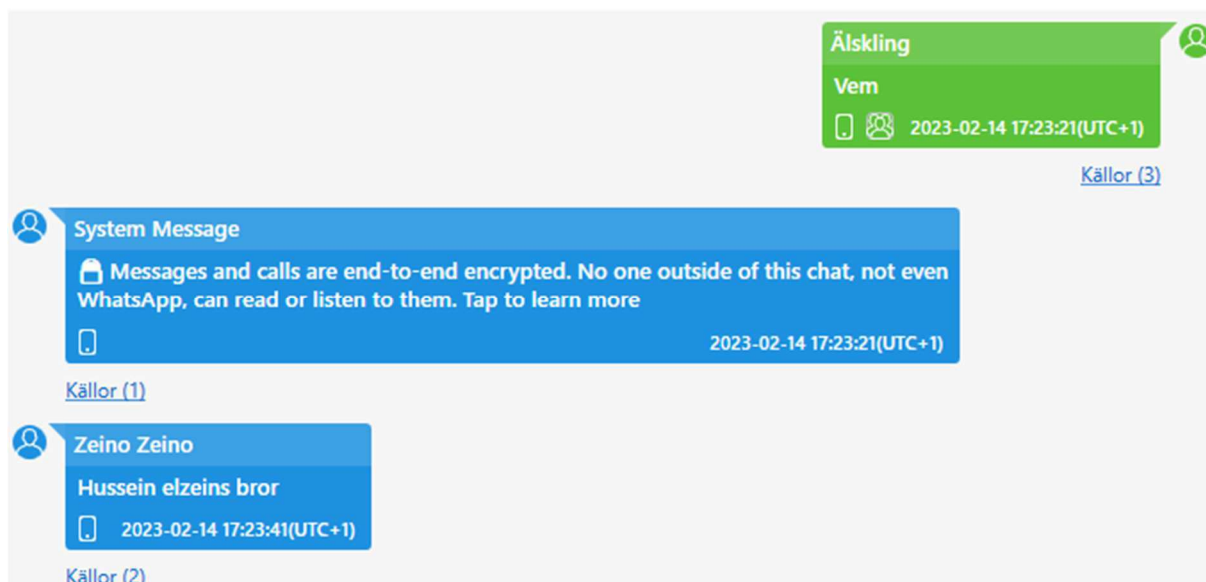 Älskling
Vem
2023-02-14 17:23:21(UTC+1)
Källor (3)
System Message
Messages and calls are end-to-end encrypted. No one outside of this chat, not even
WhatsApp, can read or listen to them. Tap to learn more
2023-02-14 17:23:21(UTC+1)
Källor (1)
Zeino Zeino
Hussein elzeins bror
2023-02-14 17:23:41(UTC+1)
Källor (2)